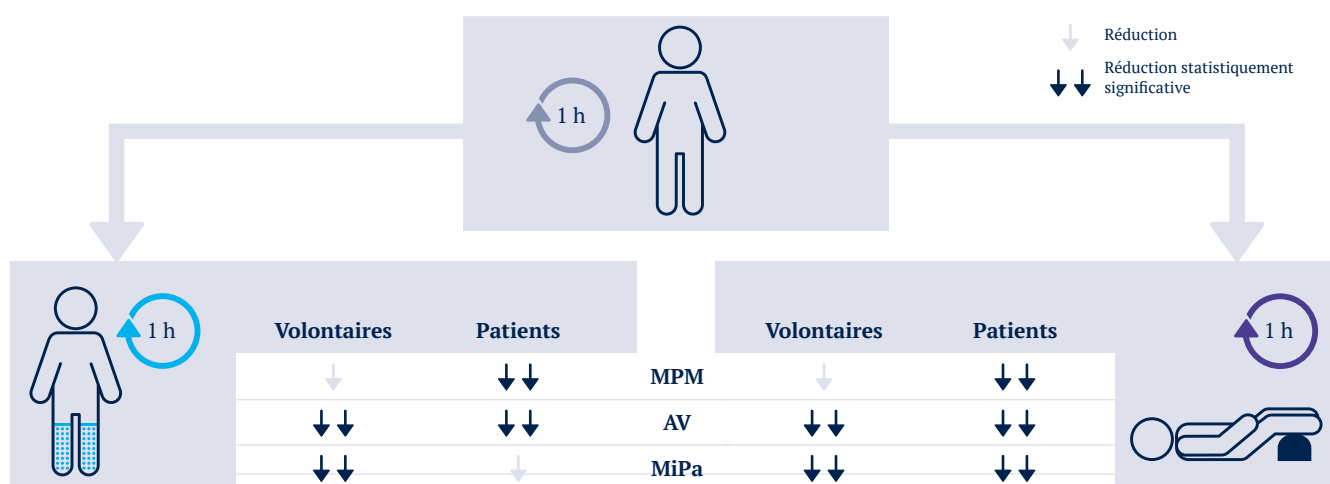 Réduction
Réduction statistiquement
significative
1 h
1 h
Volontaires Patients
Volontaires Patients
1 h
MPM
AV
MiPa